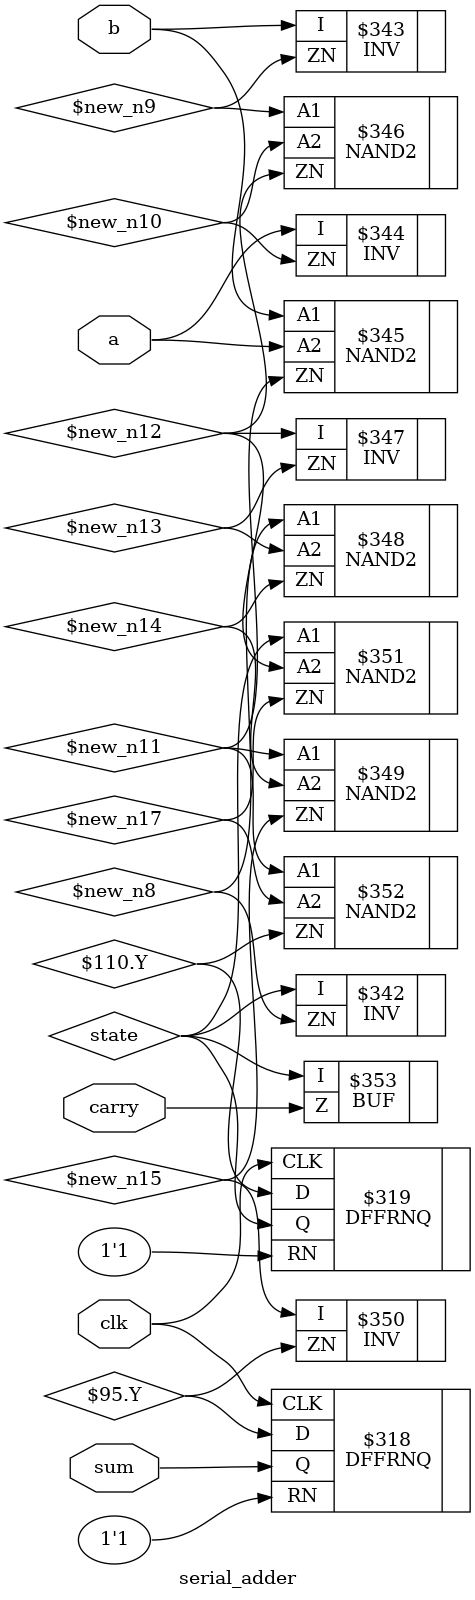 b
I
$343
ZN
INV
$new_n9
A1
$346
A2
NAND2
ZN
$new_n10
I
$344
ZN
INV
a
A1
$345
A2
NAND2
ZN
$new_n12
I
$347
ZN
INV
$new_n13
A1
$348
A2
NAND2
ZN
$new_n14
A1
$351
A2
NAND2
ZN
$new_n11
A1
$349
A2
NAND2
ZN
$new_n17
A1
$352
A2
NAND2
ZN
$new_n8
$110.Y
I
$342
ZN
INV
state
I
$353
Z
BUF
carry
CLK
D
$319
Q
DFFRNQ
RN
$new_n15
1'1
clk
I
$350
ZN
INV
$95.Y
CLK
D
$318
Q
DFFRNQ
RN
sum
1'1
serial_adder